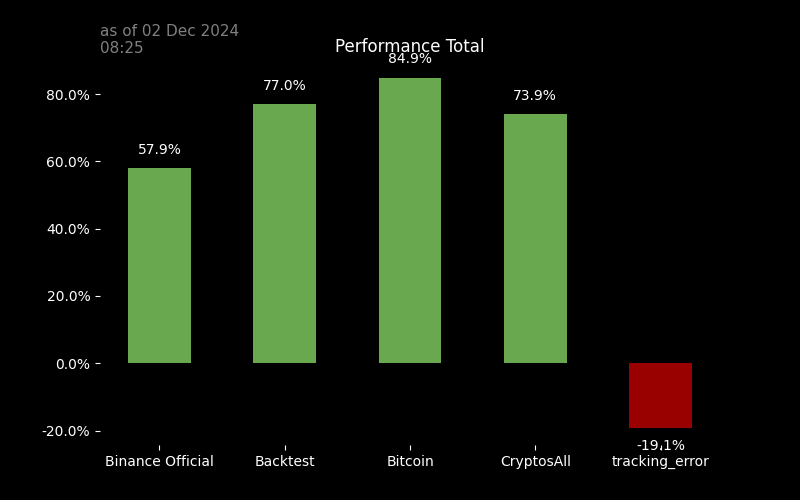 as of 02 Dec 2024
08:25
Performance Total
84.9%
80.0%
77.0%
73.9%
60.0%
57.9%
40.0%
20.0%
0.0%
-20.0%
-19.1%
Binance Official
Backtest
Bitcoin
CryptosAll
tracking_error